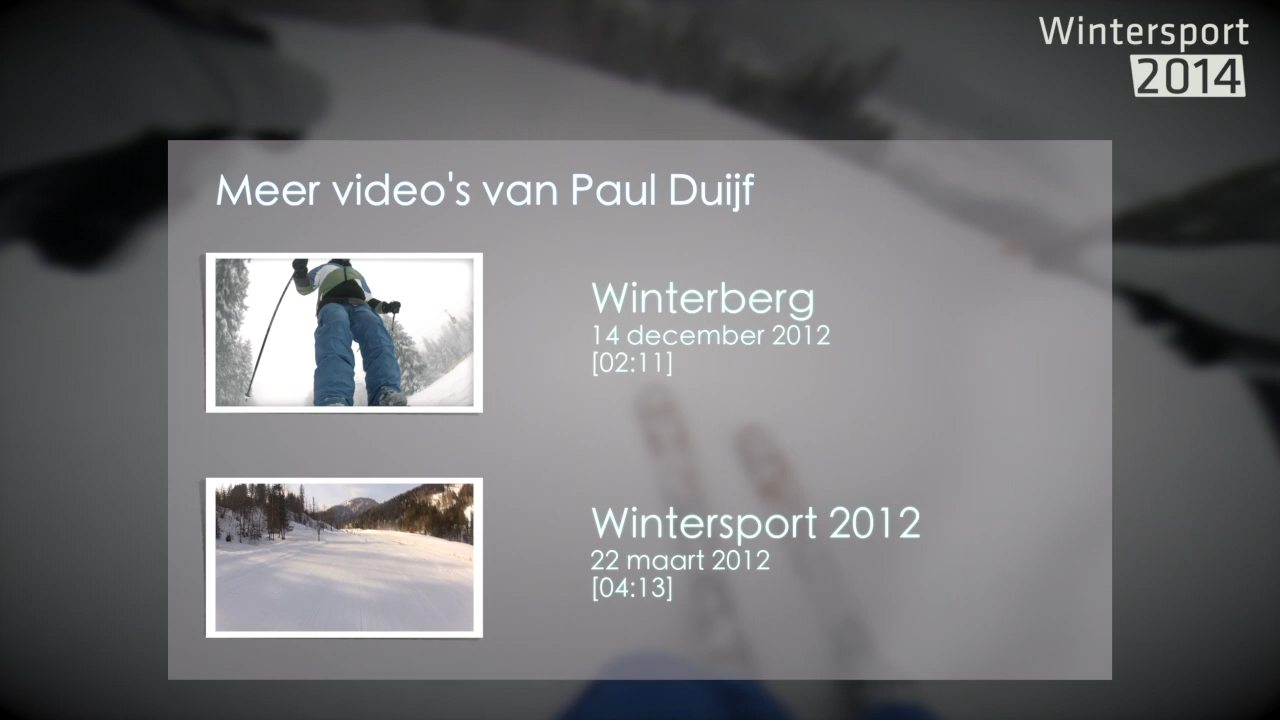 Wintersport
2014
Meer video's van Paul Duijf
Winterberg
14 december 2012
[02:11]
Wintersport 2012
22 maart 2012
[04:13]